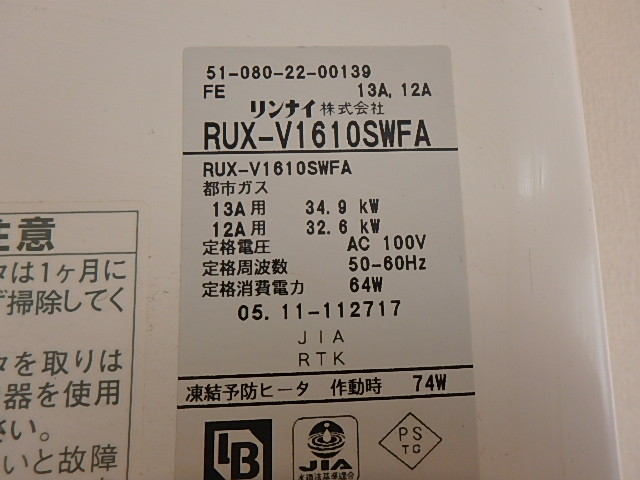 51-080-22-00139
FE 13A, 12A
リンナイ株式会社
RUX-V1610SWFA
RUX-V1610SWFA
都市ガス
13A用 34.9 kW
12A用 32.6 kW
定格電圧 AC 100V
定格周波数 50-60Hz
定格消費電力 64W
05.11-112717
JIA
RTK
凍結予防ヒータ 作動時 74W
LB
JIA
PS
TG
注意
は1ヶ月に
掃除してく
を取りは
器を使用
さい。
いと故障